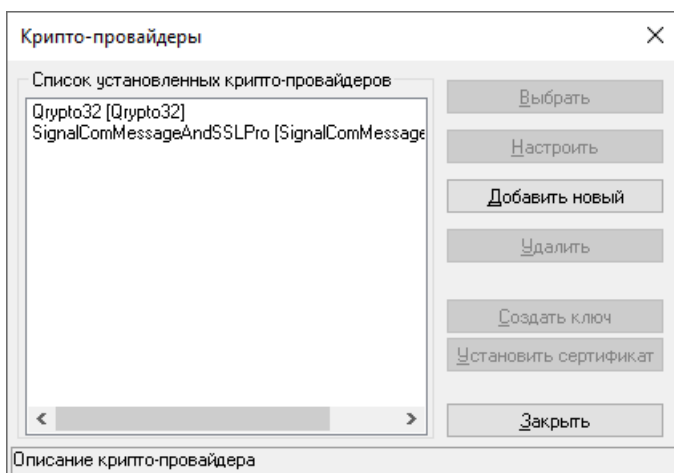 Крипто-провайдеры
Список установленных крипто-провайдеров
Qrypto32 [Qrypto32]
SignalComMessageAndSSLPro [SignalComMessage
Выбрать
Настроить
Добавить новый
Удалить
Создать ключ
Установить сертификат
Закрыть
Описание крипто-провайдера